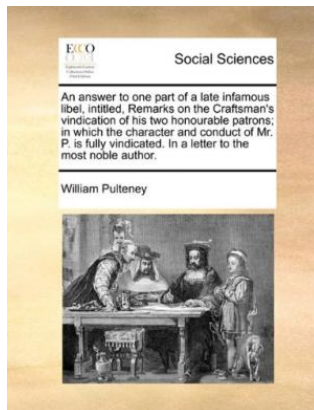 ECCO
Social Sciences
An answer to one part of a late infamous
libel, intitled, Remarks on the Craftsman's
vindication of his two honourable patrons;
in which the character and conduct of Mr.
P. is fully vindicated. In a letter to the
most noble author.
William Pulteney